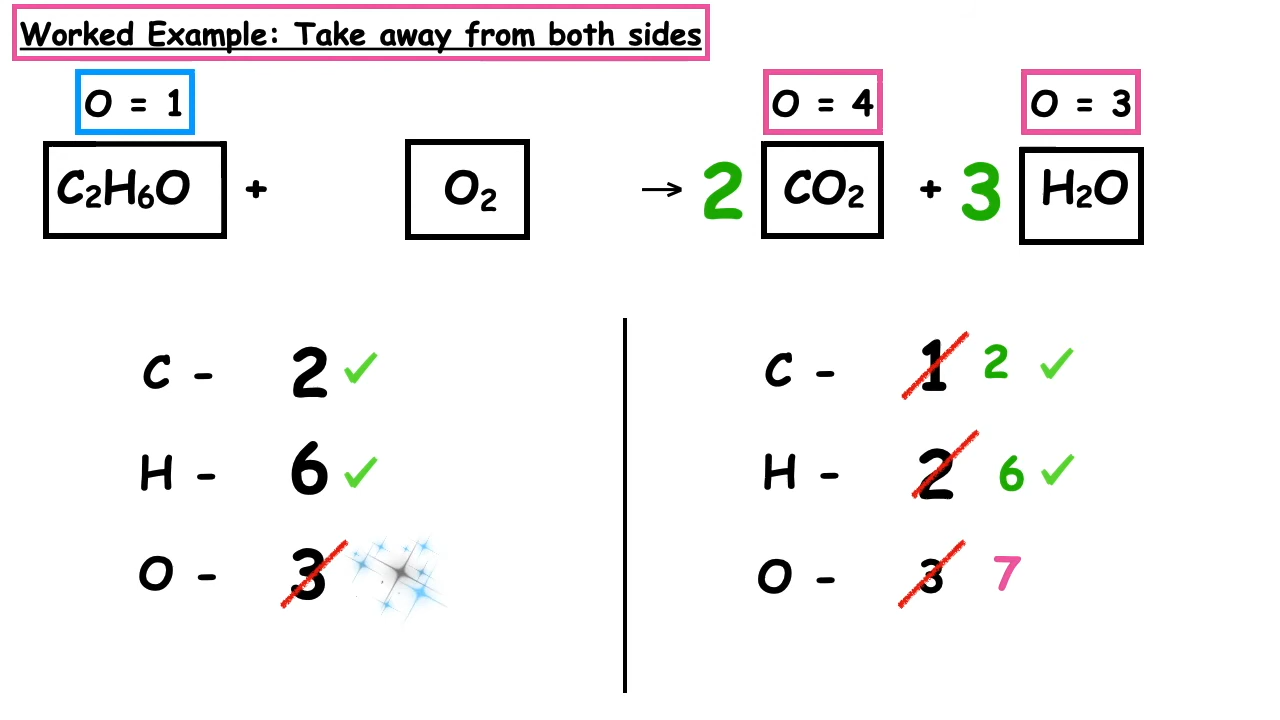 Worked Example: Take away from both sides
O = 1 O = 4 O = 3
C₂H₆O + O₂ → 2 CO₂ + 3 H₂O
C - 2 ✓ C - 1 2 ✓
H - 6 ✓ H - 2 6 ✓
O - 3 O - 3 7